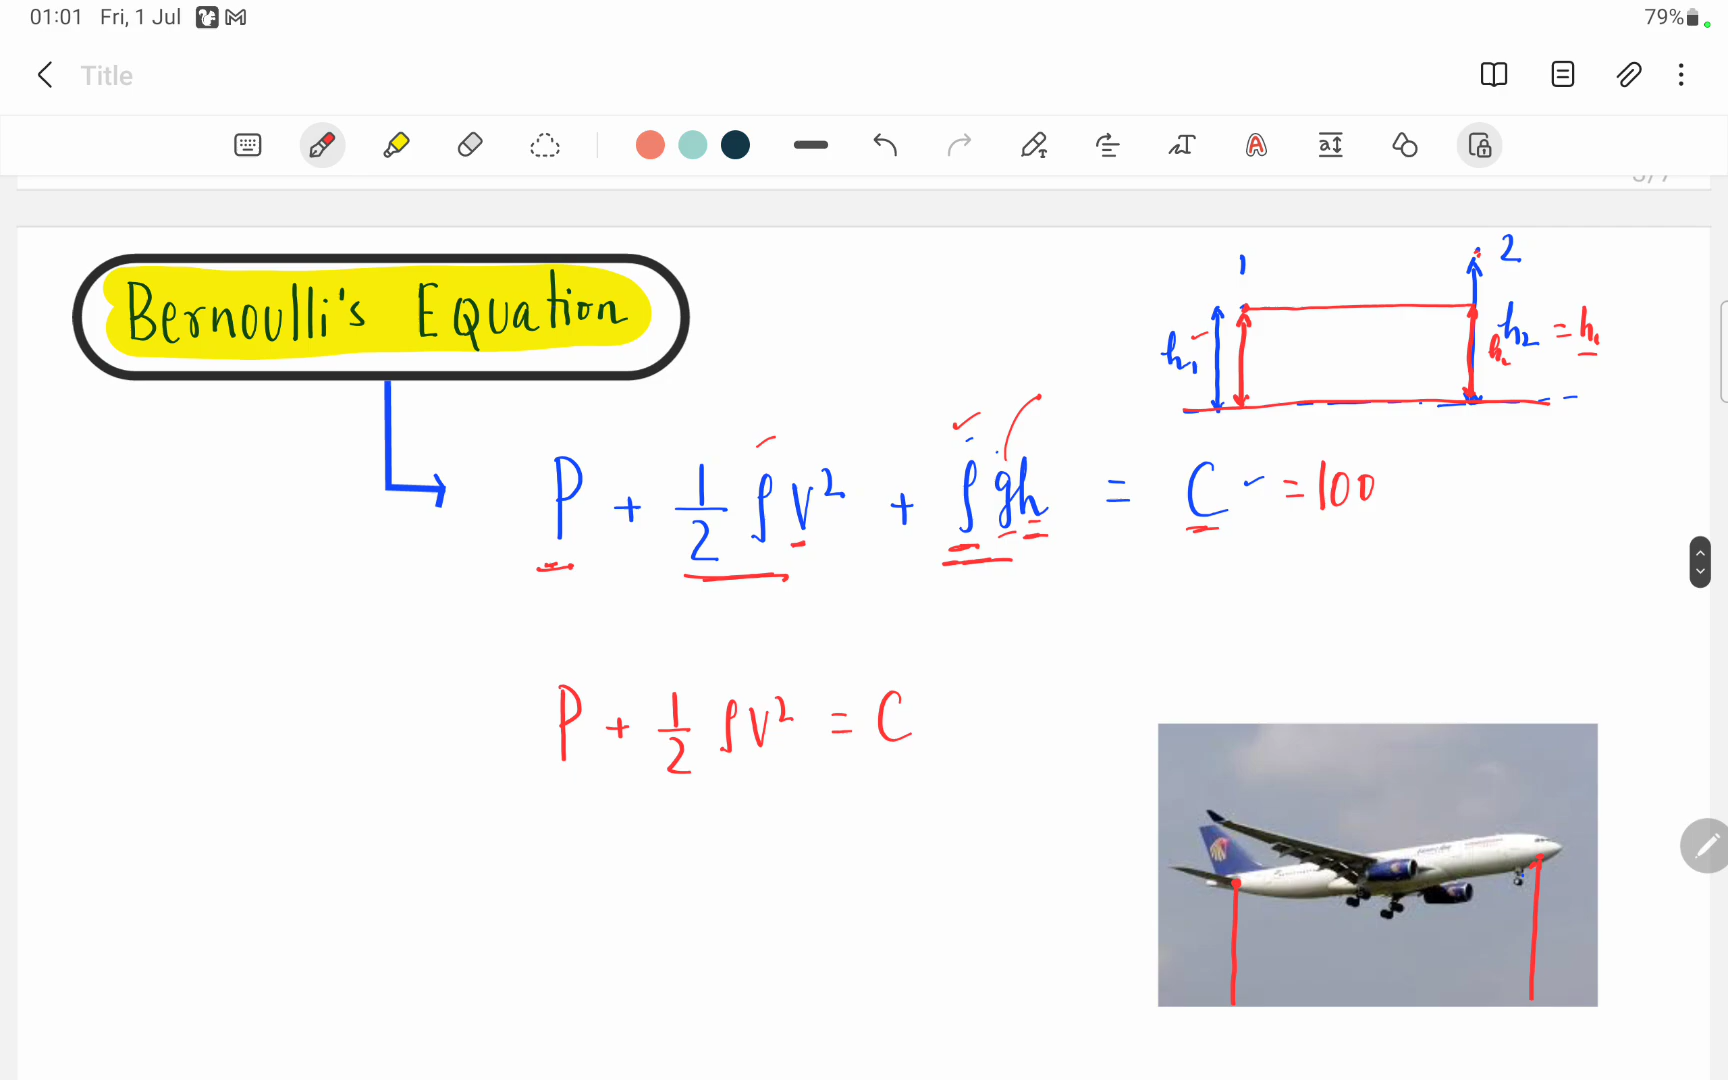 01:01 Fri, 1 Jul
79%
Title
Bernoulli's Equation
1
2
h₁
h₂
h₂ = h₁
P + 1/2 ρv² + ρgh = C = 100
P + 1/2 ρv² = C